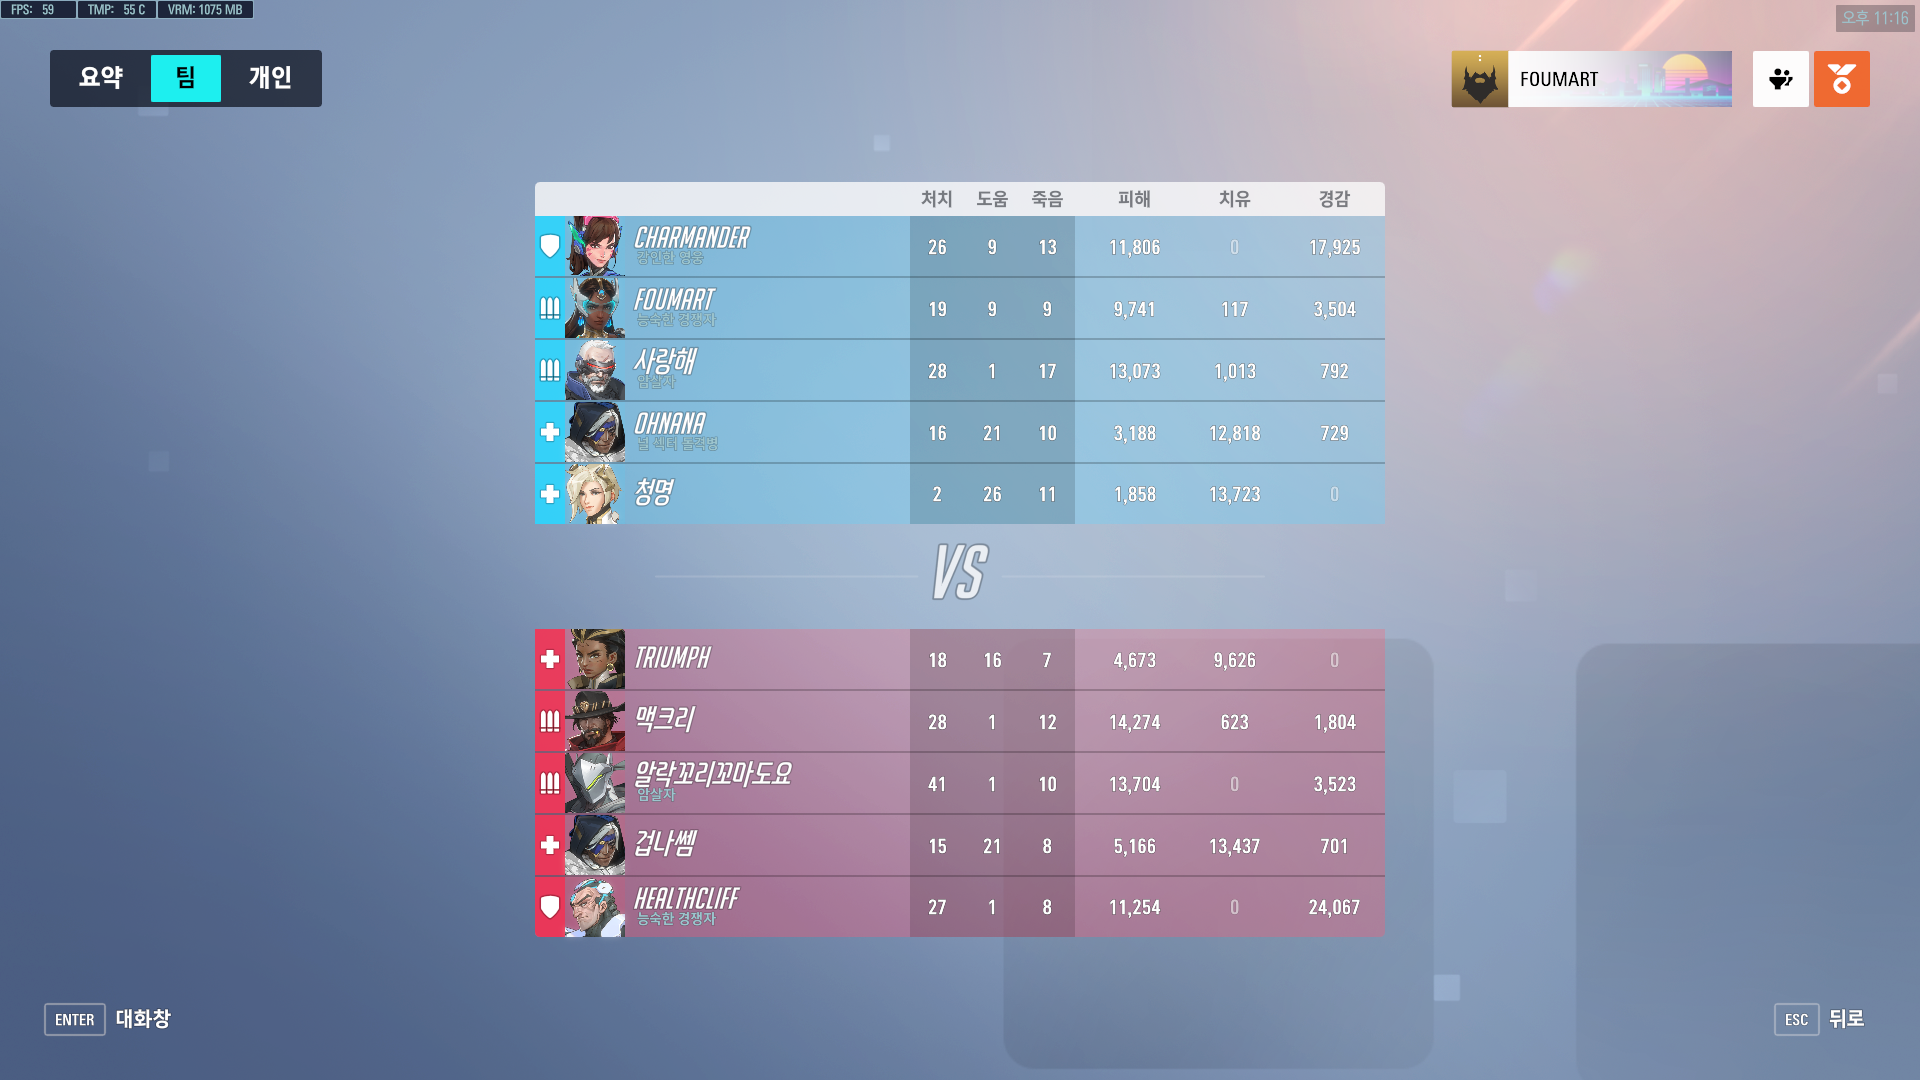 FPS: 59 TMP: 55 C VRM: 1075 MB
오후 11:16
요약 팀 개인
FOUMART
처치 도움 죽음 피해 치유 경감
CHARMANDER 26 9 13 11,806 0 17,925
강인한 영웅
FOUMART 19 9 9 9,741 117 3,504
능숙한 경쟁자
사랑해 28 1 17 13,073 1,013 792
암살자
OHNANA 16 21 10 3,188 12,818 729
널 섹터 돌격병
청명 2 26 11 1,858 13,723 0
VS
TRIUMPH 18 16 7 4,673 9,626 0
맥크리 28 1 12 14,274 623 1,804
알락꼬리꼬마도요 41 1 10 13,704 0 3,523
암살자
겁나쎔 15 21 8 5,166 13,437 701
HEALTHCLIFF 27 1 8 11,254 0 24,067
능숙한 경쟁자
ENTER 대화창
ESC 뒤로